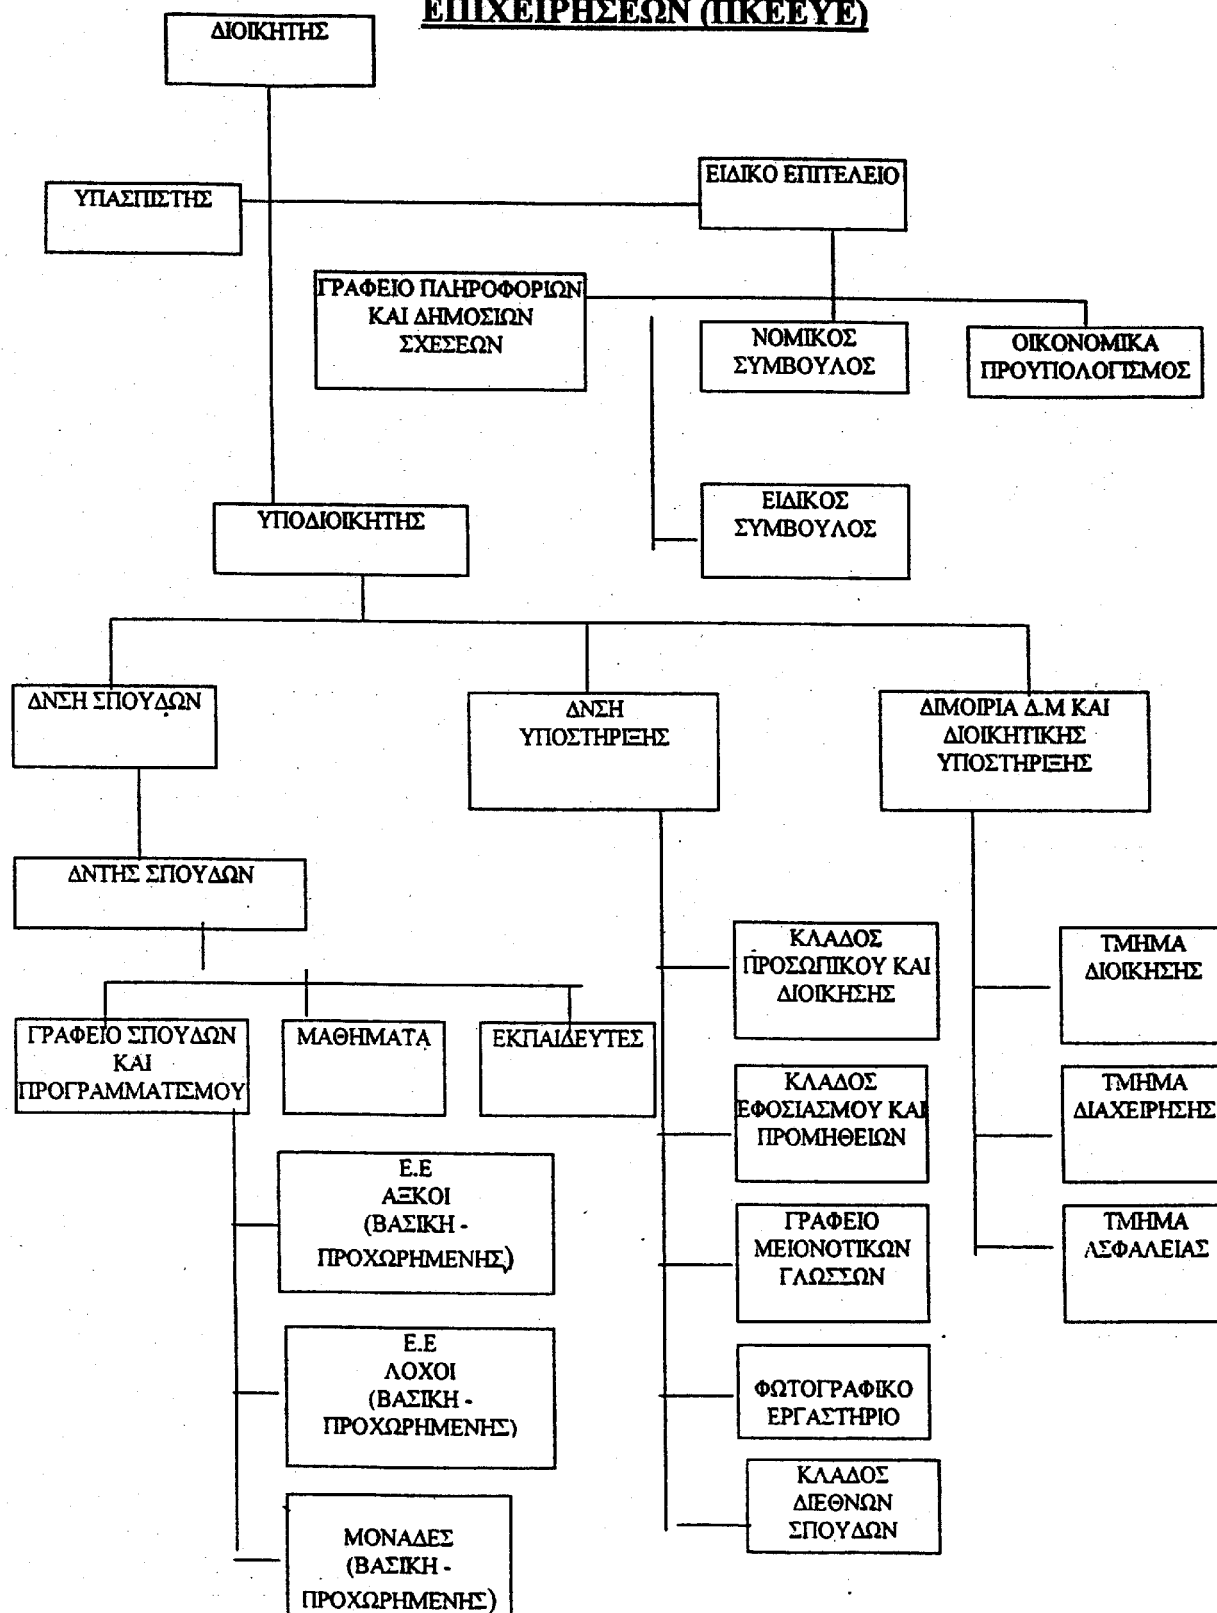 ΕΠΙΧΕΙΡΗΣΕΩΝ (ΠΚΕΕΥΕ)
ΔΙΟΙΚΗΤΗΣ
ΥΠΑΣΠΙΣΤΗΣ
ΕΙΔΙΚΟ ΕΠΙΤΕΛΕΙΟ
ΓΡΑΦΕΙΟ ΠΛΗΡΟΦΟΡΙΩΝ
ΚΑΙ ΔΗΜΟΣΙΩΝ
ΣΧΕΣΕΩΝ
ΝΟΜΙΚΟΣ
ΣΥΜΒΟΥΛΟΣ
ΟΙΚΟΝΟΜΙΚΑ
ΠΡΟΥΠΟΛΟΓΙΣΜΟΣ
ΕΙΔΙΚΟΣ
ΣΥΜΒΟΥΛΟΣ
ΥΠΟΔΙΟΙΚΗΤΗΣ
ΔΝΣΗ ΣΠΟΥΔΩΝ
ΔΝΣΗ
ΥΠΟΣΤΗΡΙΞΗΣ
ΔΙΜΟΙΡΙΑ Δ.Μ ΚΑΙ
ΔΙΟΙΚΗΤΙΚΗΣ
ΥΠΟΣΤΗΡΙΞΗΣ
ΔΝΤΗΣ ΣΠΟΥΔΩΝ
ΓΡΑΦΕΙΟ ΣΠΟΥΔΩΝ
ΚΑΙ
ΠΡΟΓΡΑΜΜΑΤΙΣΜΟΥ
ΜΑΘΗΜΑΤΑ
ΕΚΠΑΙΔΕΥΤΕΣ
Ε.Ε
ΑΞΚΟΙ
(ΒΑΣΙΚΗ -
ΠΡΟΧΩΡΗΜΕΝΗΣ)
Ε.Ε
ΛΟΧΟΙ
(ΒΑΣΙΚΗ -
ΠΡΟΧΩΡΗΜΕΝΗΣ)
ΜΟΝΑΔΕΣ
(ΒΑΣΙΚΗ -
ΠΡΟΧΩΡΗΜΕΝΗΣ)
ΚΛΑΔΟΣ
ΠΡΟΣΩΠΙΚΟΥ ΚΑΙ
ΔΙΟΙΚΗΣΗΣ
ΚΛΑΔΟΣ
ΕΦΟΣΙΑΣΜΟΥ ΚΑΙ
ΠΡΟΜΗΘΕΙΩΝ
ΓΡΑΦΕΙΟ
ΜΕΙΟΝΟΤΙΚΩΝ
ΓΛΩΣΣΩΝ
ΦΩΤΟΓΡΑΦΙΚΟ
ΕΡΓΑΣΤΗΡΙΟ
ΚΛΑΔΟΣ
ΔΙΕΘΝΩΝ
ΣΠΟΥΔΩΝ
ΤΜΗΜΑ
ΔΙΟΙΚΗΣΗΣ
ΤΜΗΜΑ
ΔΙΑΧΕΙΡΗΣΗΣ
ΤΜΗΜΑ
ΑΣΦΑΛΕΙΑΣ